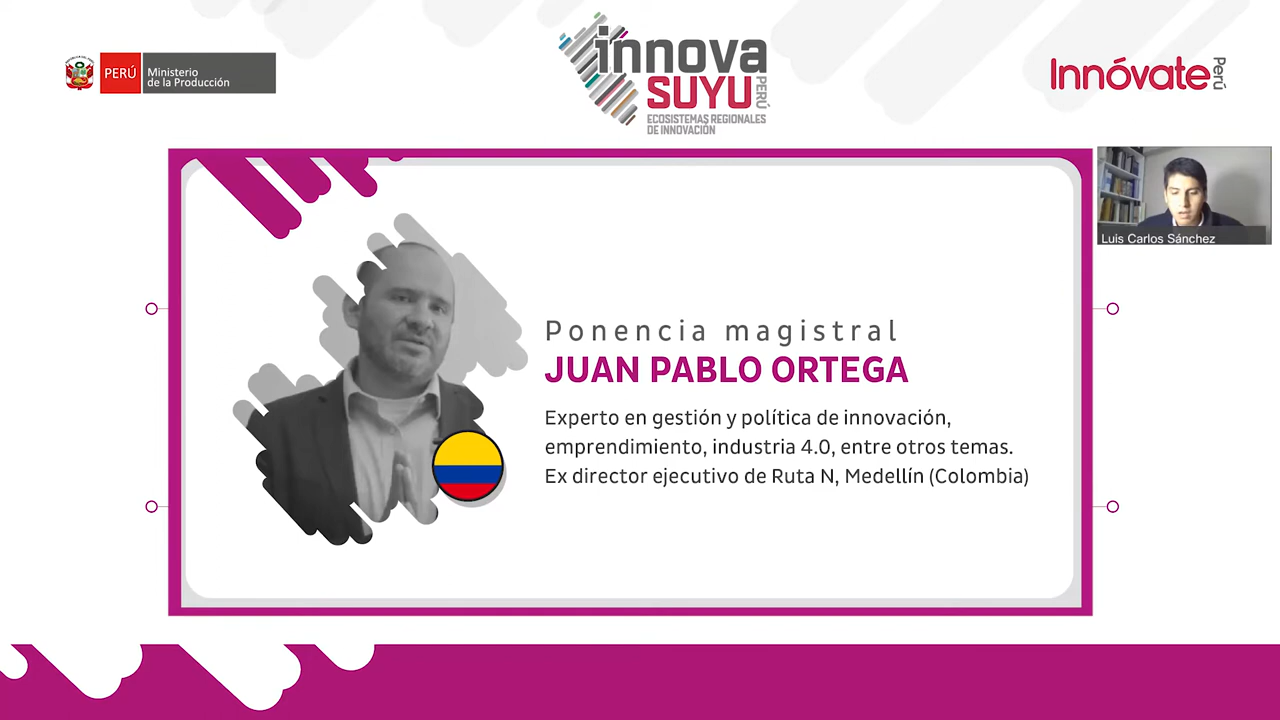 PERÚ
Ministerio
de la Producción
innova
SUYU
PERÚ
ECOSISTEMAS REGIONALES
DE INNOVACIÓN
Innóvate
Perú
Luis Carlos Sánchez
Ponencia magistral
JUAN PABLO ORTEGA
Experto en gestión y política de innovación,
emprendimiento, industria 4.0, entre otros temas.
Ex director ejecutivo de Ruta N, Medellín (Colombia)